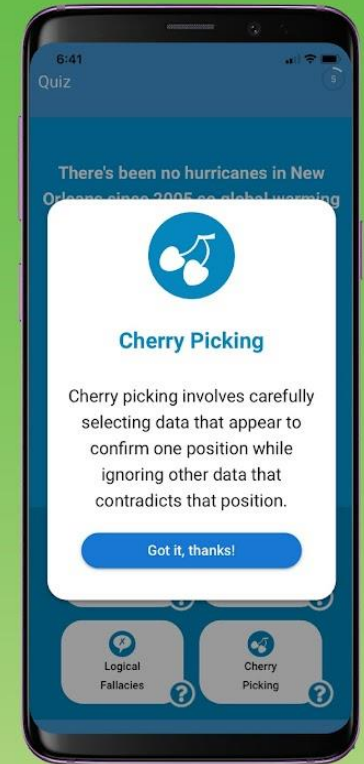 6:41
Quiz
5
There's been no hurricanes in New
Orleans since 2005 so global warming
Cherry Picking
Cherry picking involves carefully
selecting data that appear to
confirm one position while
ignoring other data that
contradicts that position.
Got it, thanks!
? ?
Logical
Fallacies
?
Cherry
Picking
?